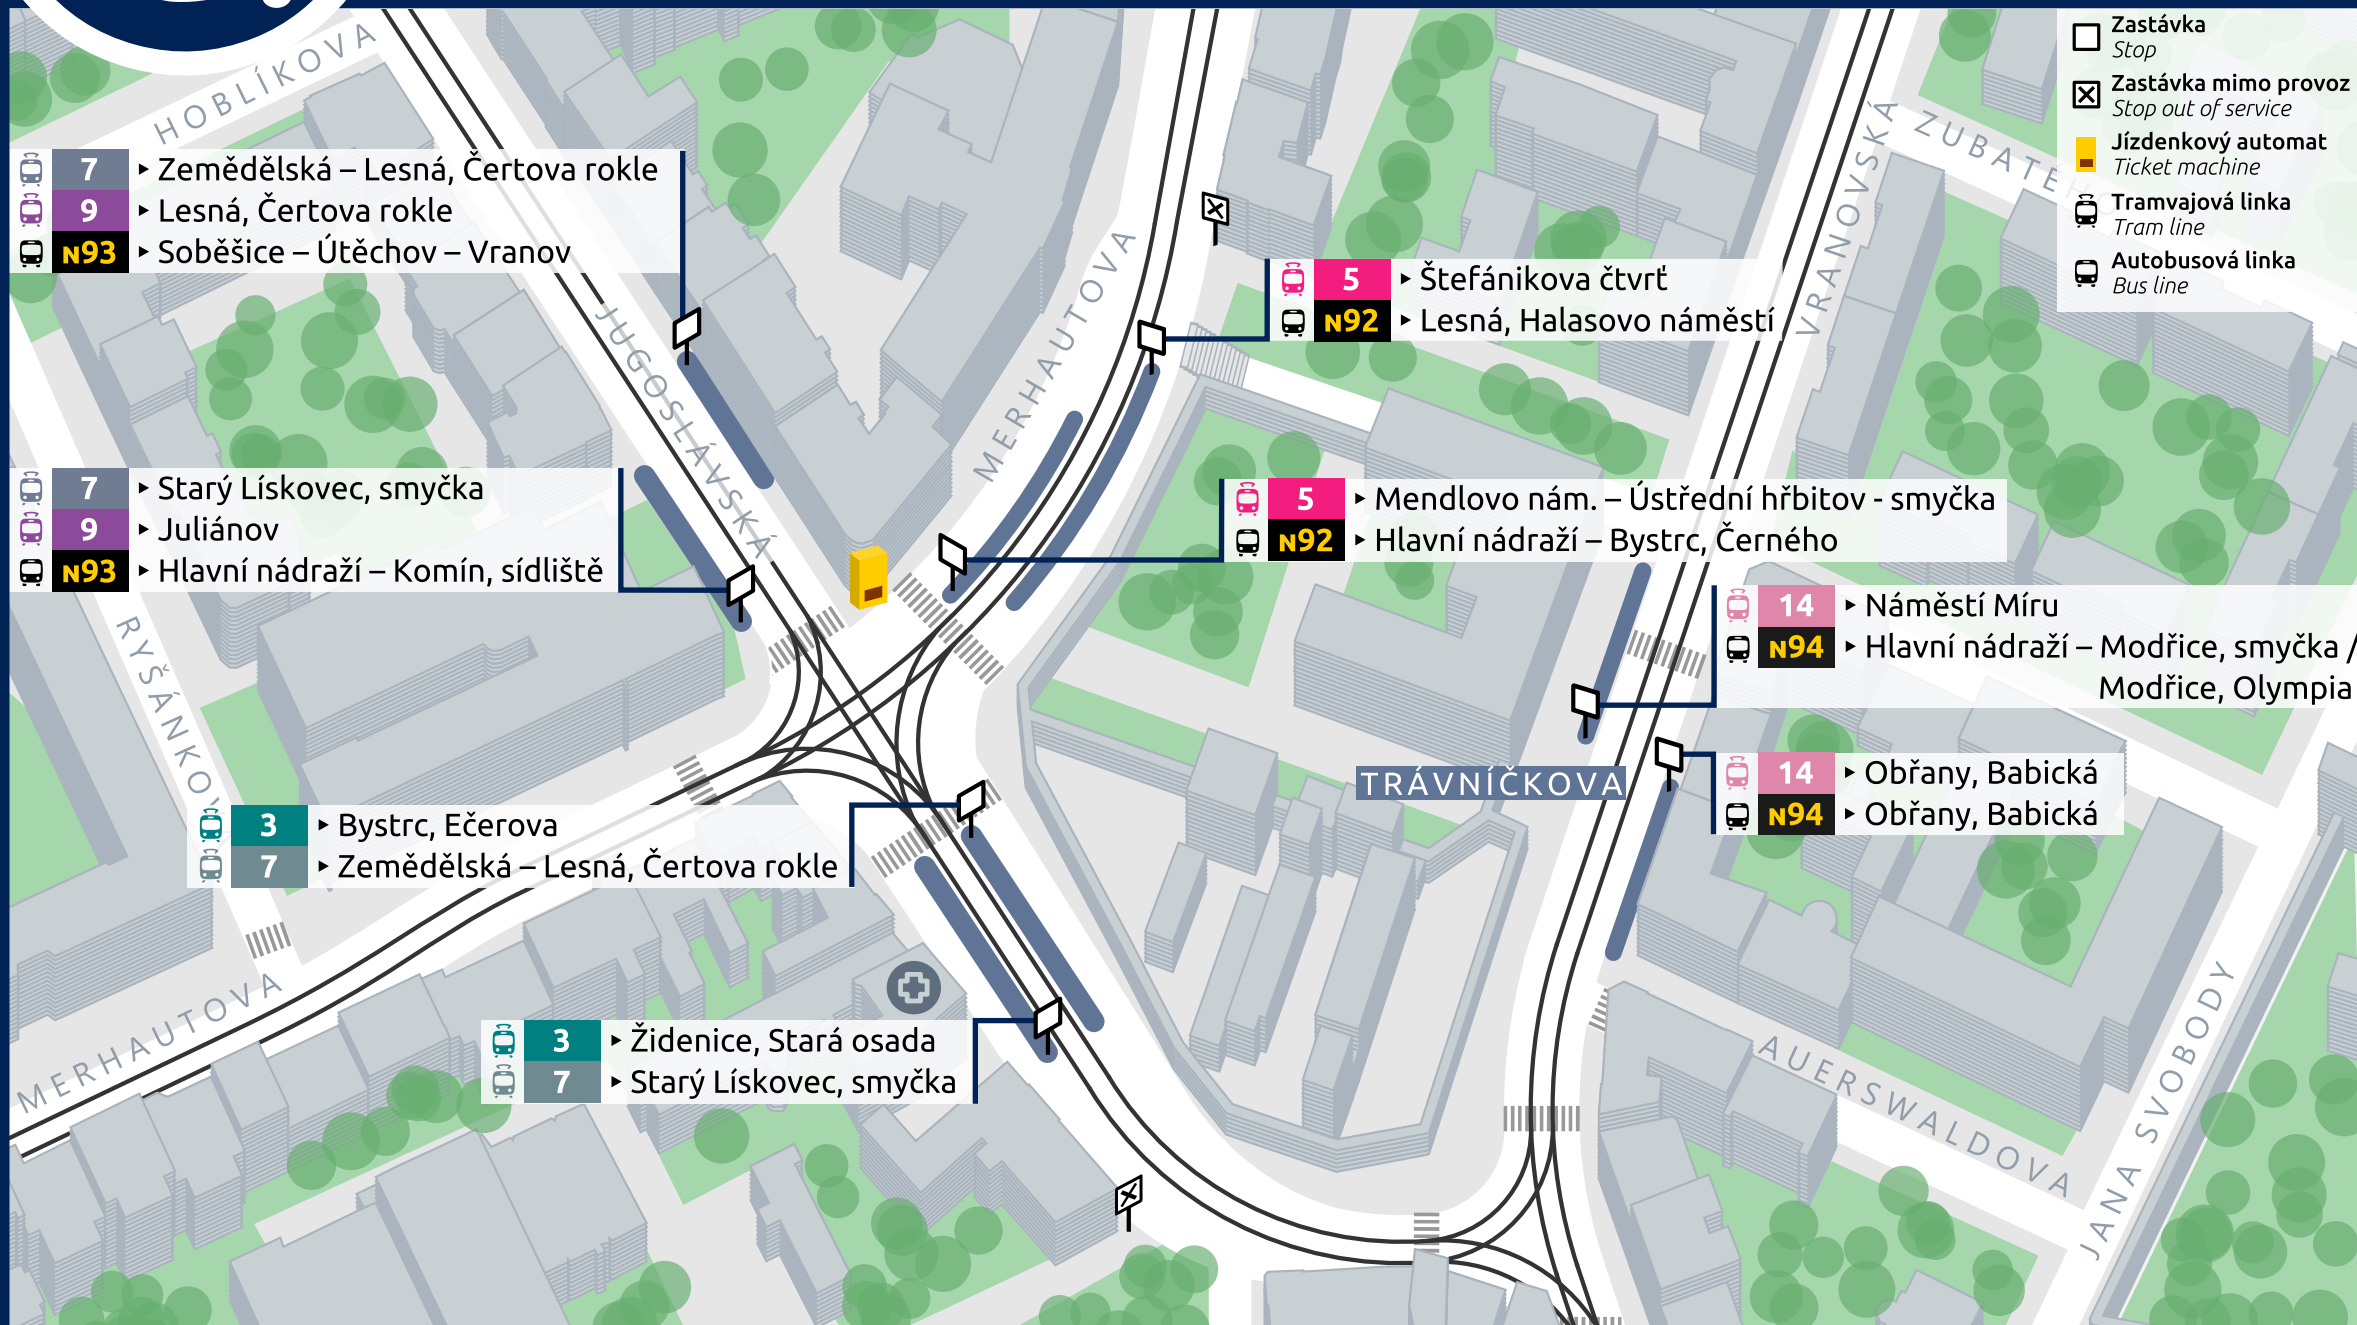 HOBLÍKOVA
7 ▸ Zemědělská – Lesná, Čertova rokle
9 ▸ Lesná, Čertova rokle
N93 ▸ Soběšice – Útěchov – Vranov
JUGOSLÁVSKÁ
MERHAUTOVA
5 ▸ Štefánikova čtvrť
N92 ▸ Lesná, Halasovo náměstí
VRANOVSKÁ
ZUBATÉHO
Zastávka
Stop
Zastávka mimo provoz
Stop out of service
Jízdenkový automat
Ticket machine
Tramvajová linka
Tram line
Autobusová linka
Bus line
7 ▸ Starý Lískovec, smyčka
9 ▸ Juliánov
N93 ▸ Hlavní nádraží – Komín, sídliště
5 ▸ Mendlovo nám. – Ústřední hřbitov - smyčka
N92 ▸ Hlavní nádraží – Bystrc, Černého
14 ▸ Náměstí Míru
N94 ▸ Hlavní nádraží – Modřice, smyčka /
Modřice, Olympia
RYŠÁNKOV
TRÁVNÍČKOVA
14 ▸ Obřany, Babická
N94 ▸ Obřany, Babická
3 ▸ Bystrc, Ečerova
7 ▸ Zemědělská – Lesná, Čertova rokle
MERHAUTOVA
3 ▸ Židenice, Stará osada
7 ▸ Starý Lískovec, smyčka
AUERSWALDOVA
JANA SVOBODY